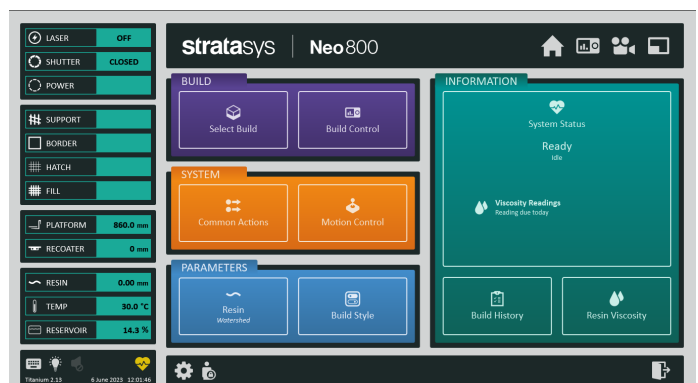 LASER OFF
SHUTTER CLOSED
POWER
SUPPORT
BORDER
HATCH
FILL
PLATFORM 860.0 mm
RECOATER 0 mm
RESIN 0.00 mm
TEMP 30.0 °C
RESERVOIR 14.3 %
Titanium 2.13 6 June 2023 12:01:46
stratasys Neo800
BUILD
Select Build Build Control
SYSTEM
Common Actions Motion Control
PARAMETERS
Resin Build Style
Watershed
INFORMATION
System Status
Ready
Idle
Viscosity Readings
Reading due today
Build History Resin Viscosity